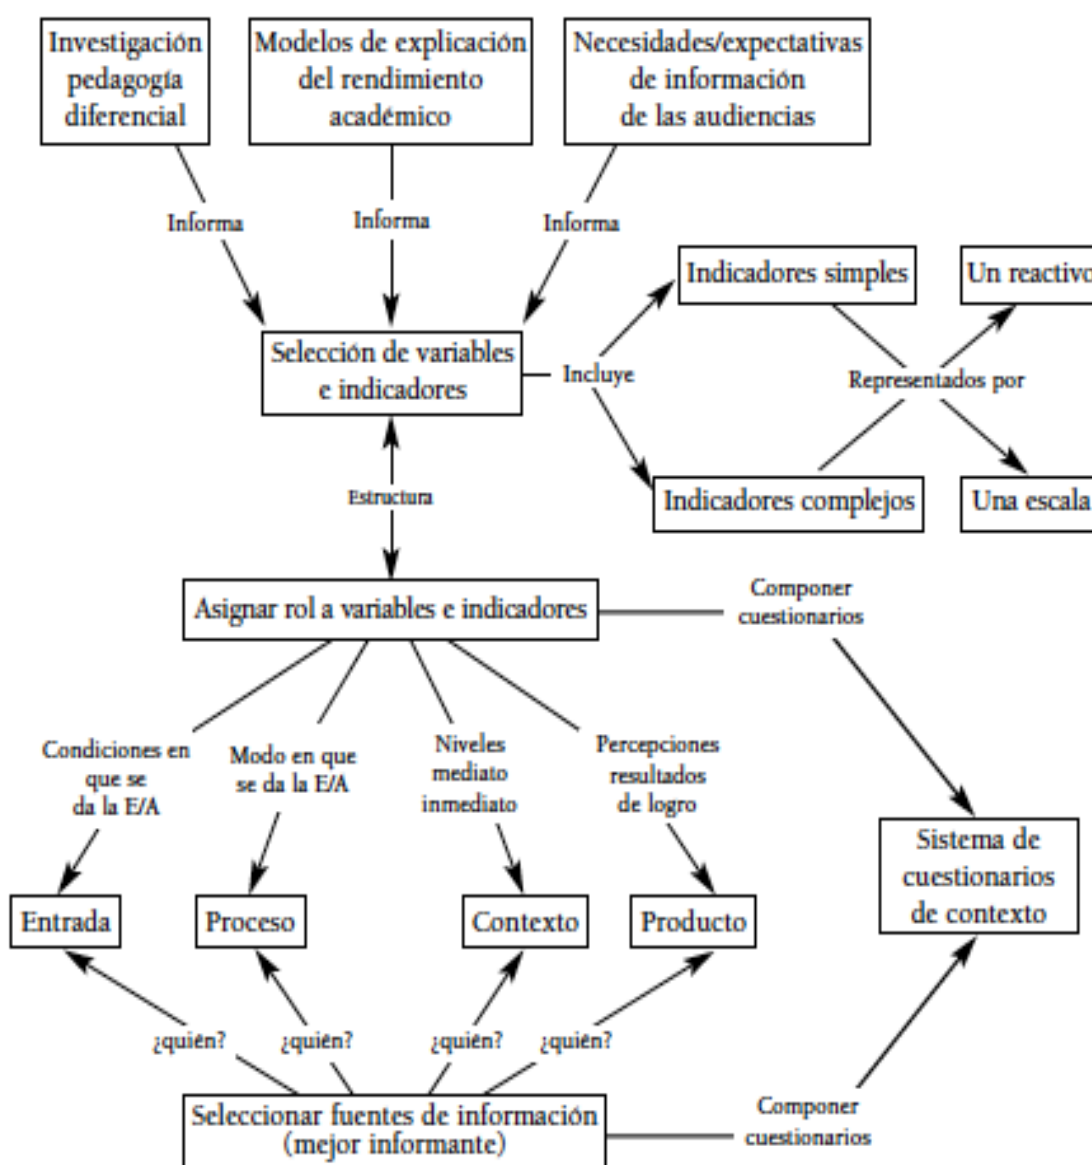 Investigación
pedagogía
diferencial
Modelos de explicación
del rendimiento
académico
Necesidades/expectativas
de información
de las audiencias
Informa
Informa
Informa
Indicadores simples
Un reactivo
Selección de variables
e indicadores
Incluye
Representados por
Estructura
Indicadores complejos
Una escala
Asignar rol a variables e indicadores
Componer
cuestionarios
Condiciones en
que se
da la E/A
Modo en que
se da la E/A
Niveles
mediato
inmediato
Percepciones
resultados
de logro
Sistema de
cuestionarios
de contexto
Entrada
Proceso
Contexto
Producto
¿quién?
¿quién?
¿quién?
¿quién?
Seleccionar fuentes de información
(mejor informante)
Componer
cuestionarios